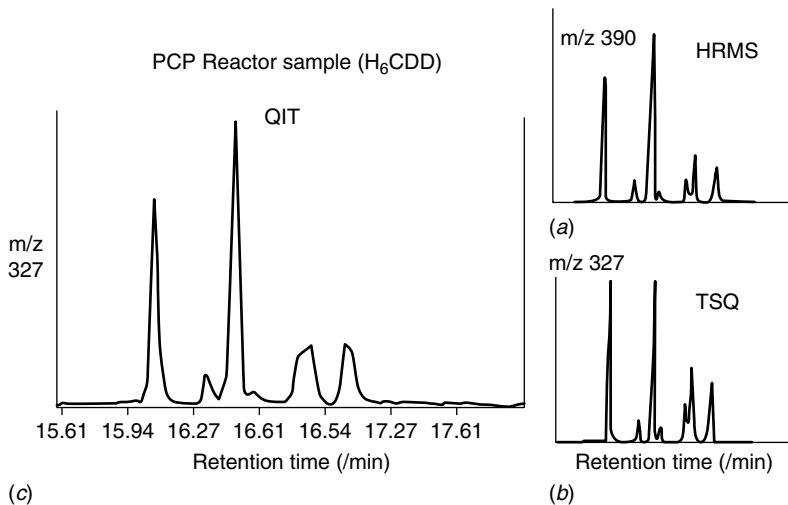 PCP Reactor sample (H₆CDD)
QIT
m/z
327
15.61 15.94 16.27 16.61 16.54 17.27 17.61
Retention time (/min)
(c)
m/z 390
HRMS
(a)
m/z 327
TSQ
Retention time (/min)
(b)